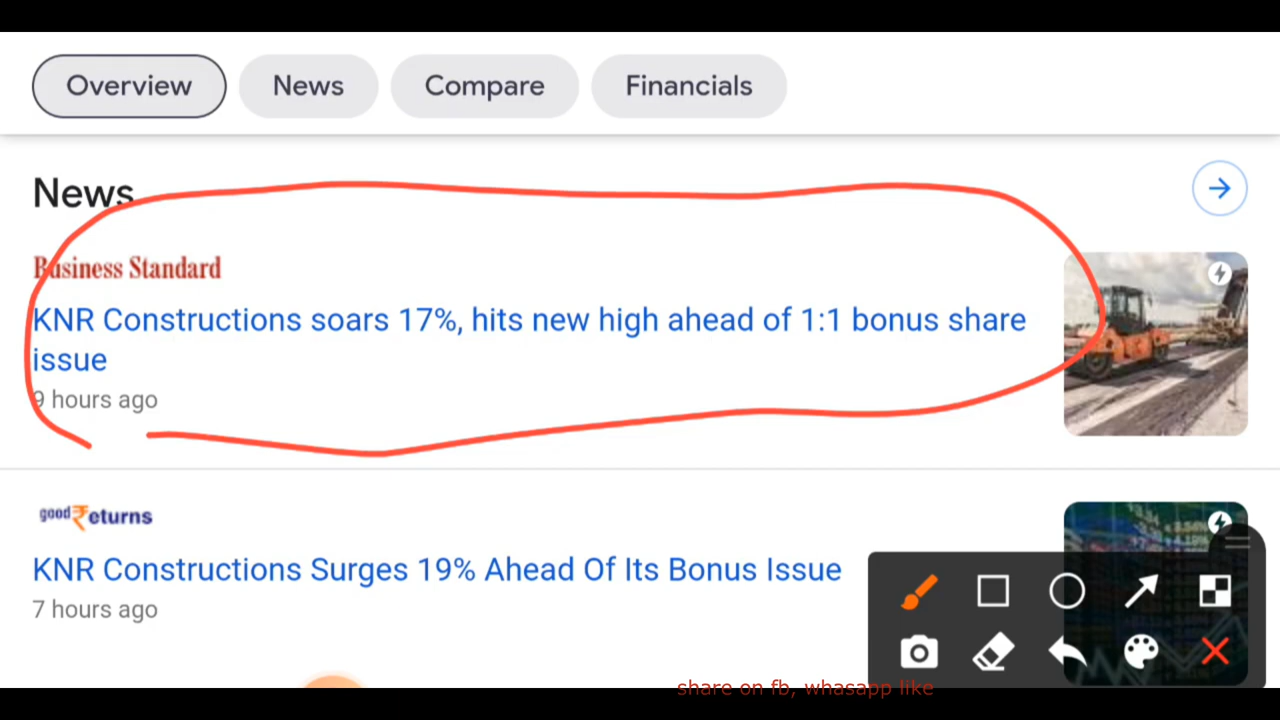 Overview News Compare Financials
News
Business Standard
KNR Constructions soars 17%, hits new high ahead of 1:1 bonus share
issue
9 hours ago
good₹eturns
KNR Constructions Surges 19% Ahead Of Its Bonus Issue
7 hours ago
share on fb, whasapp like